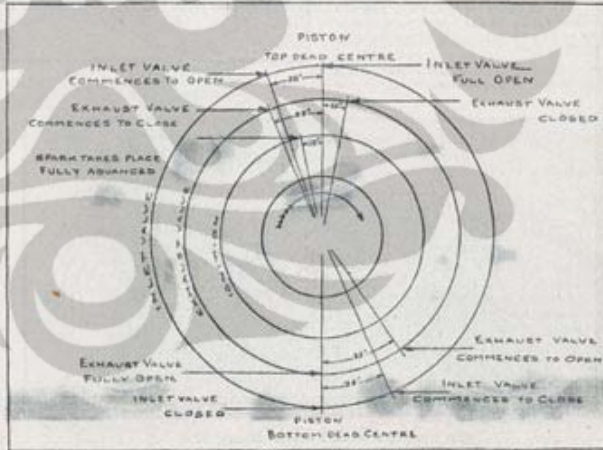 PISTON
TOP DEAD CENTRE
INLET VALVE
COMMENCES TO OPEN
INLET VALVE
FULL OPEN
EXHAUST VALVE
COMMENCES TO CLOSE
EXHAUST VALVE
CLOSED
SPARK TAKES PLACE
FULLY ADVANCED
INLET VALVE
EXHAUST VALVE
IGNITION
EXHAUST VALVE
COMMENCES TO OPEN
EXHAUST VALVE
FULLY OPEN
INLET VALVE
COMMENCES TO CLOSE
INLET VALVE
CLOSED
PISTON
BOTTOM DEAD CENTRE